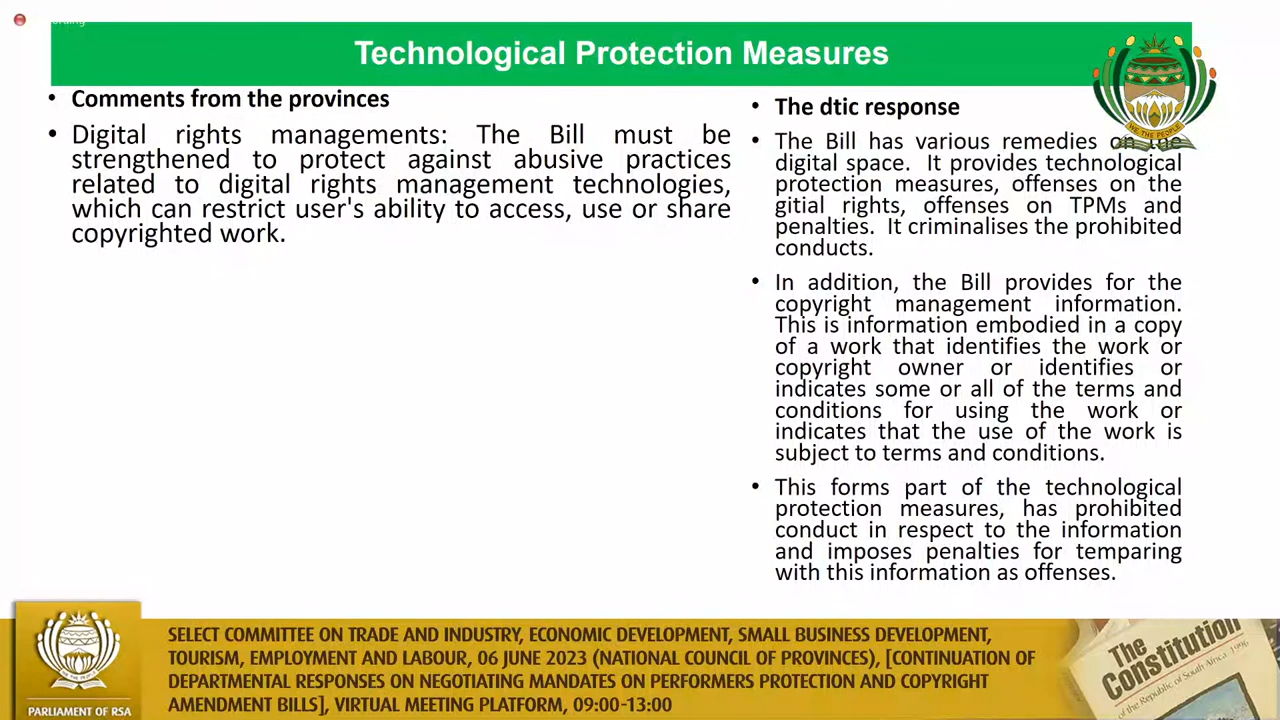 Technological Protection Measures
• Comments from the provinces
• Digital rights managements: The Bill must be
strengthened to protect against abusive practices
related to digital rights management technologies,
which can restrict user's ability to access, use or share
copyrighted work.
• The dtic response
• The Bill has various remedies on the
digital space. It provides technological
protection measures, offenses on the
gitial rights, offenses on TPMs and
penalties. It criminalises the prohibited
conducts.
• In addition, the Bill provides for the
copyright management information.
This is information embodied in a copy
of a work that identifies the work or
copyright owner or identifies or
indicates some or all of the terms and
conditions for using the work or
indicates that the use of the work is
subject to terms and conditions.
• This forms part of the technological
protection measures, has prohibited
conduct in respect to the information
and imposes penalties for temparing
with this information as offenses.
WE THE PEOPLE
SELECT COMMITTEE ON TRADE AND INDUSTRY, ECONOMIC DEVELOPMENT, SMALL BUSINESS DEVELOPMENT,
TOURISM, EMPLOYMENT AND LABOUR, 06 JUNE 2023 (NATIONAL COUNCIL OF PROVINCES), [CONTINUATION OF
DEPARTMENTAL RESPONSES ON NEGOTIATING MANDATES ON PERFORMERS PROTECTION AND COPYRIGHT
AMENDMENT BILLS], VIRTUAL MEETING PLATFORM, 09:00-13:00
PARLIAMENT OF RSA
The
Constitution
of the Republic of South Africa, 1996